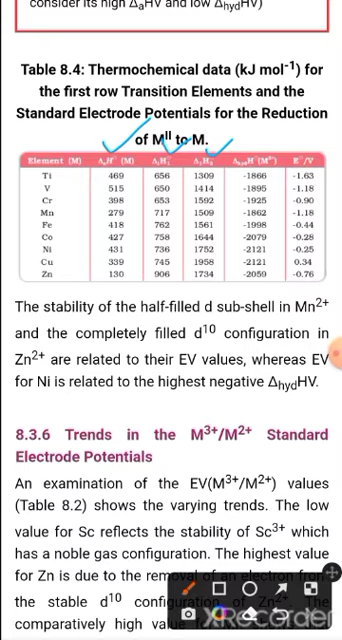 consider its high ΔaHV and low ΔhydHV)
Table 8.4: Thermochemical data (kJ mol-1) for
the first row Transition Elements and the
Standard Electrode Potentials for the Reduction
of MII to M.
Element (M) ΔaH⊖ (M) ΔiH1⊖ Δ1H2⊖ ΔhydH⊖(M2+) E⊖/V
Ti 469 656 1309 -1866 -1.63
V 515 650 1414 -1895 -1.18
Cr 398 653 1592 -1925 -0.90
Mn 279 717 1509 -1862 -1.18
Fe 418 762 1561 -1998 -0.44
Co 427 758 1644 -2079 -0.28
Ni 431 736 1752 -2121 -0.25
Cu 339 745 1958 -2121 0.34
Zn 130 906 1734 -2059 -0.76
The stability of the half-filled d sub-shell in Mn2+
and the completely filled d10 configuration in
Zn2+ are related to their EV values, whereas EV
for Ni is related to the highest negative ΔhydHV.
8.3.6 Trends in the M3+/M2+ Standard
Electrode Potentials
An examination of the EV(M3+/M2+) values
(Table 8.2) shows the varying trends. The low
value for Sc reflects the stability of Sc3+ which
has a noble gas configuration. The highest value
for Zn is due to the removal of an electron from
the stable d10 configuration of Zn2+. The
comparatively high value for